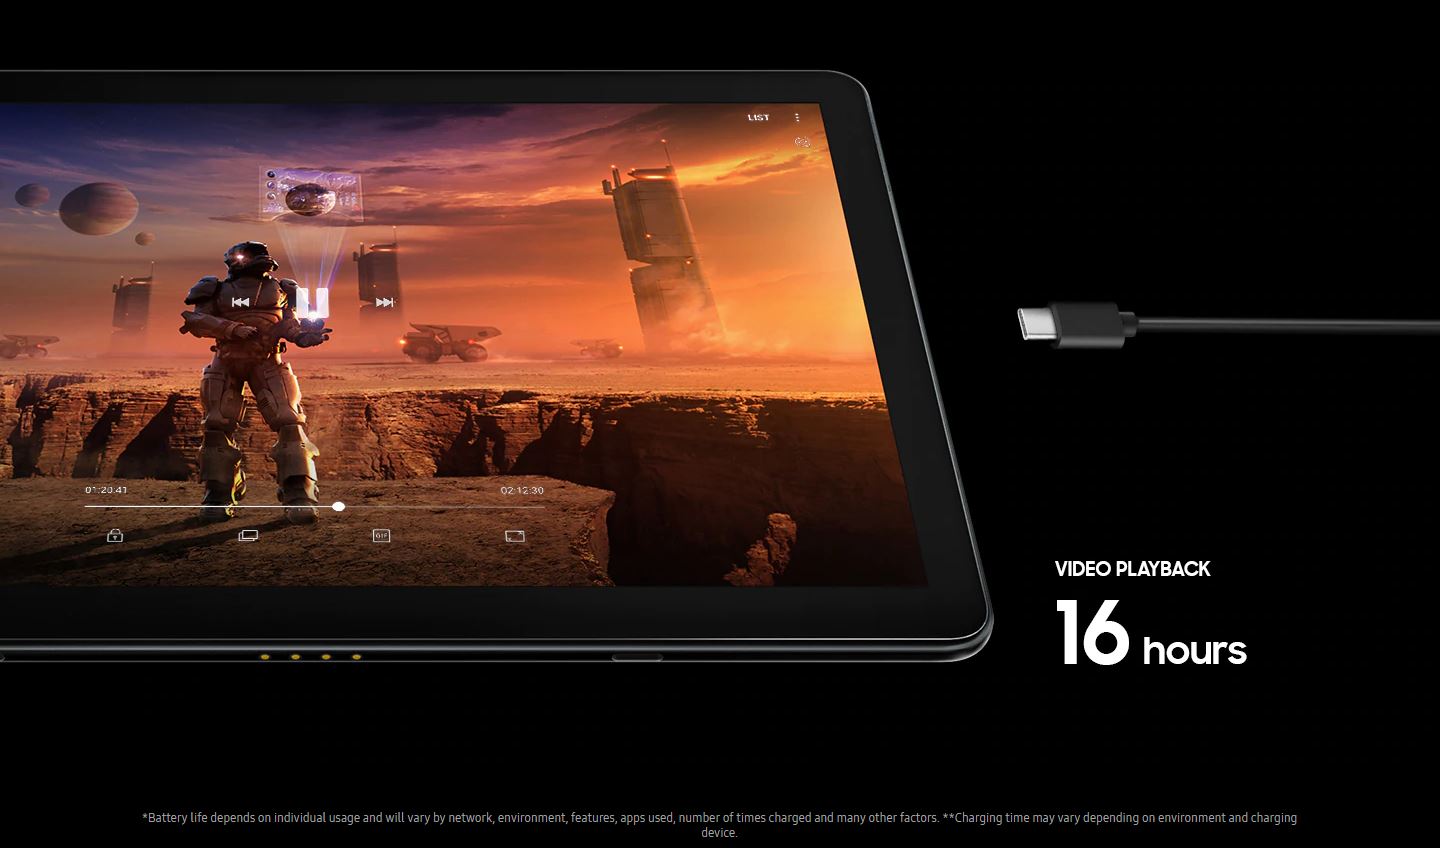 LIST
01:20:41
02:12:30
GIF
VIDEO PLAYBACK
16 hours
*Battery life depends on individual usage and will vary by network, environment, features, apps used, number of times charged and many other factors. **Charging time may vary depending on environment and charging
device.